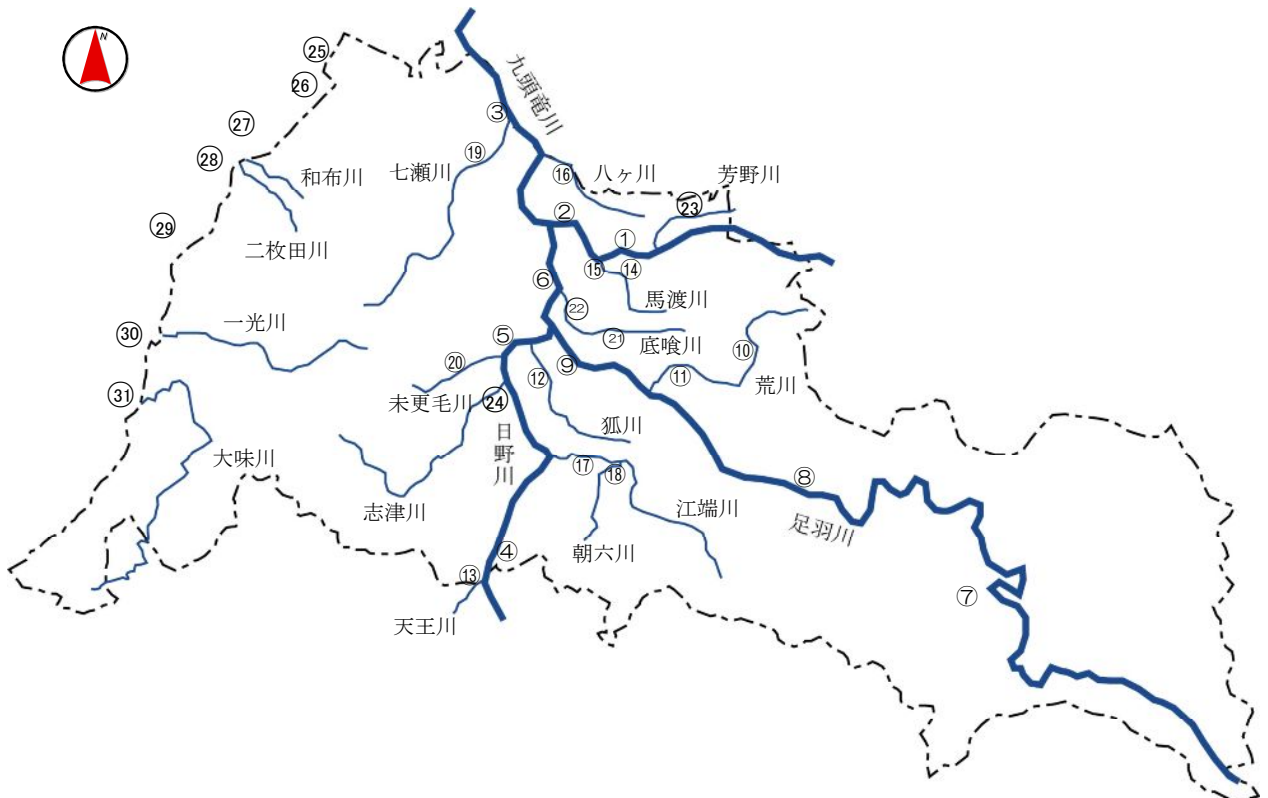 N
九頭竜川
㉕
㉖
③
㉗
⑲
七瀬川
㉘
和布川
⑯
八ヶ川
芳野川
㉓
②
㉙
二枚田川
①
⑮
⑭
⑥
馬渡川
㉒
一光川
㉚
⑤
㉑
底喰川
⑩
⑳
⑫
⑨
⑪
荒川
㉛
未更毛川
㉔
狐川
日野川
大味川
⑰
⑱
⑧
志津川
江端川
足羽川
④
朝六川
⑬
⑦
天王川